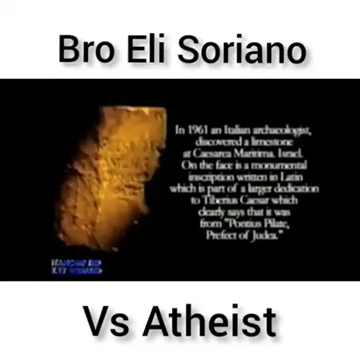 Bro Eli Soriano
In 1961 an Italian archaeologist,
discovered a limestone
at Caesarea Maritima, Israel.
On the face is a monumental
inscription written in Latin
which is part of a larger dedication
to Tiberius Caesar which
clearly says that it was
from "Pontius Pilate,
Prefect of Judea."
Vs Atheist